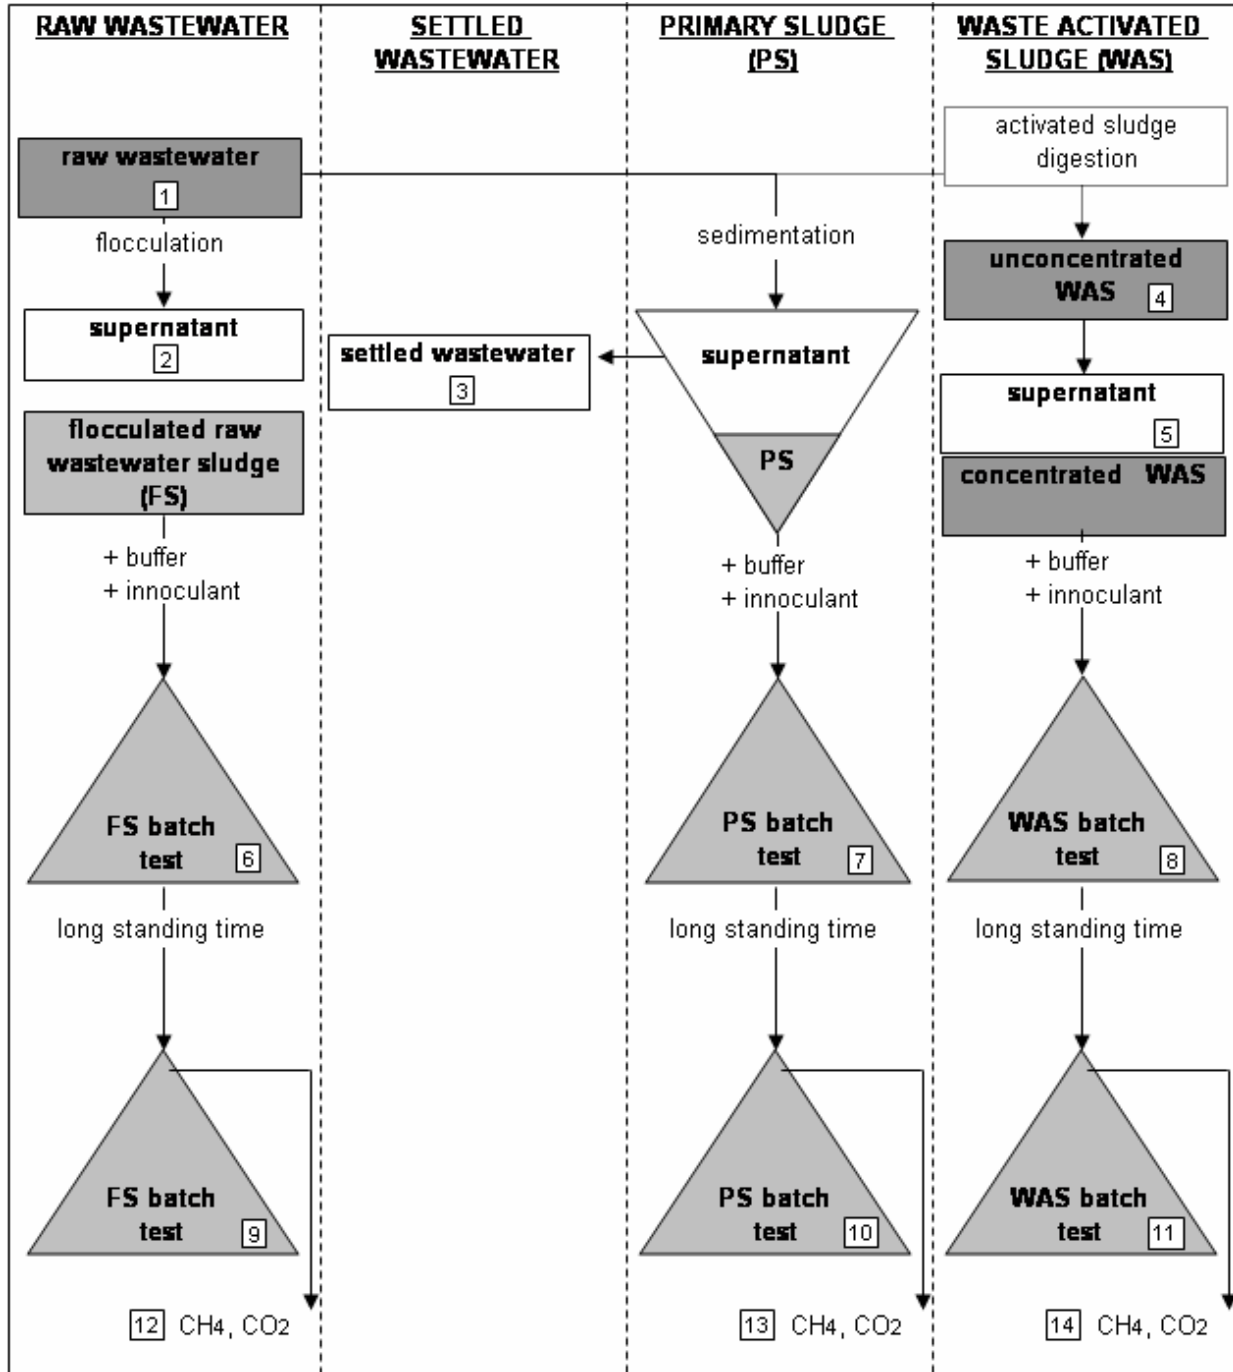 RAW WASTEWATER
SETTLED
WASTEWATER
PRIMARY SLUDGE
(PS)
WASTE ACTIVATED
SLUDGE (WAS)
raw wastewater
1
flocculation
supernatant
2
flocculated raw
wastewater sludge
(FS)
+ buffer
+ innoculant
FS batch
test
6
long standing time
FS batch
test
9
12 CH4, CO2
settled wastewater
3
sedimentation
supernatant
PS
+ buffer
+ innoculant
PS batch
test
7
long standing time
PS batch
test
10
13 CH4, CO2
activated sludge
digestion
unconcentrated
WAS 4
supernatant
5
concentrated WAS
+ buffer
+ innoculant
WAS batch
test
8
long standing time
WAS batch
test
11
14 CH4, CO2